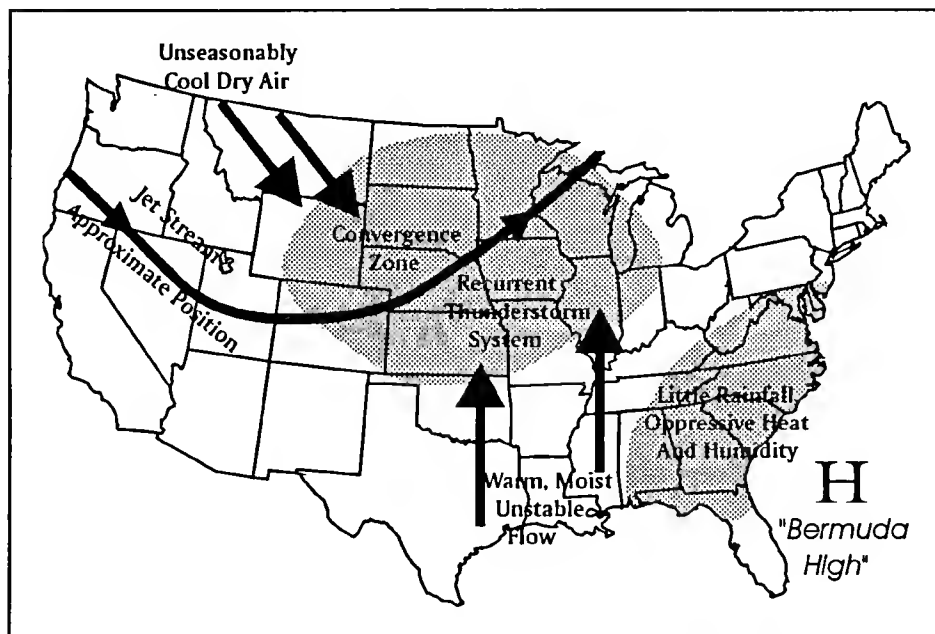 Unseasonably
Cool Dry Air
Jet Stream
Approximate Position
Convergence
Zone
Recurrent
Thunderstorm
System
Little Rainfall,
Oppressive Heat
And Humidity
Warm, Moist
Unstable
Flow
H
"Bermuda
High"